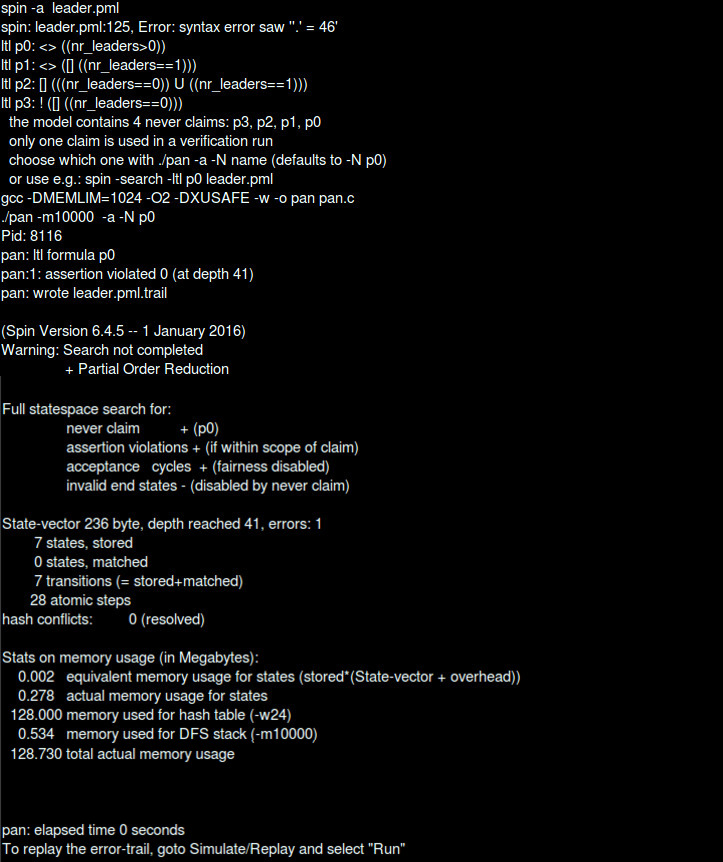 spin -a  leader.pml
spin: leader.pml:125, Error: syntax error saw ''.' = 46'
ltl p0: <> ((nr_leaders>0))
ltl p1: <> ([] ((nr_leaders==1)))
ltl p2: [] (((nr_leaders==0)) U ((nr_leaders==1)))
ltl p3: ! ([] ((nr_leaders==0)))
the model contains 4 never claims: p3, p2, p1, p0
only one claim is used in a verification run
choose which one with ./pan -a -N name (defaults to -N p0)
or use e.g.: spin -search -ltl p0 leader.pml
gcc -DMEMLIM=1024 -O2 -DXUSAFE -w -o pan pan.c
./pan -m10000  -a -N p0
Pid: 8116
pan: ltl formula p0
pan:1: assertion violated 0 (at depth 41)
pan: wrote leader.pml.trail
(Spin Version 6.4.5 -- 1 January 2016)
Warning: Search not completed
+ Partial Order Reduction
Full statespace search for:
never claim          + (p0)
assertion violations + (if within scope of claim)
acceptance   cycles  + (fairness disabled)
invalid end states - (disabled by never claim)
State-vector 236 byte, depth reached 41, errors: 1
7 states, stored
0 states, matched
7 transitions (= stored+matched)
28 atomic steps
hash conflicts:         0 (resolved)
Stats on memory usage (in Megabytes):
0.002   equivalent memory usage for states (stored*(State-vector + overhead))
0.278   actual memory usage for states
128.000 memory used for hash table (-w24)
0.534   memory used for DFS stack (-m10000)
128.730 total actual memory usage
pan: elapsed time 0 seconds
To replay the error-trail, goto Simulate/Replay and select "Run"